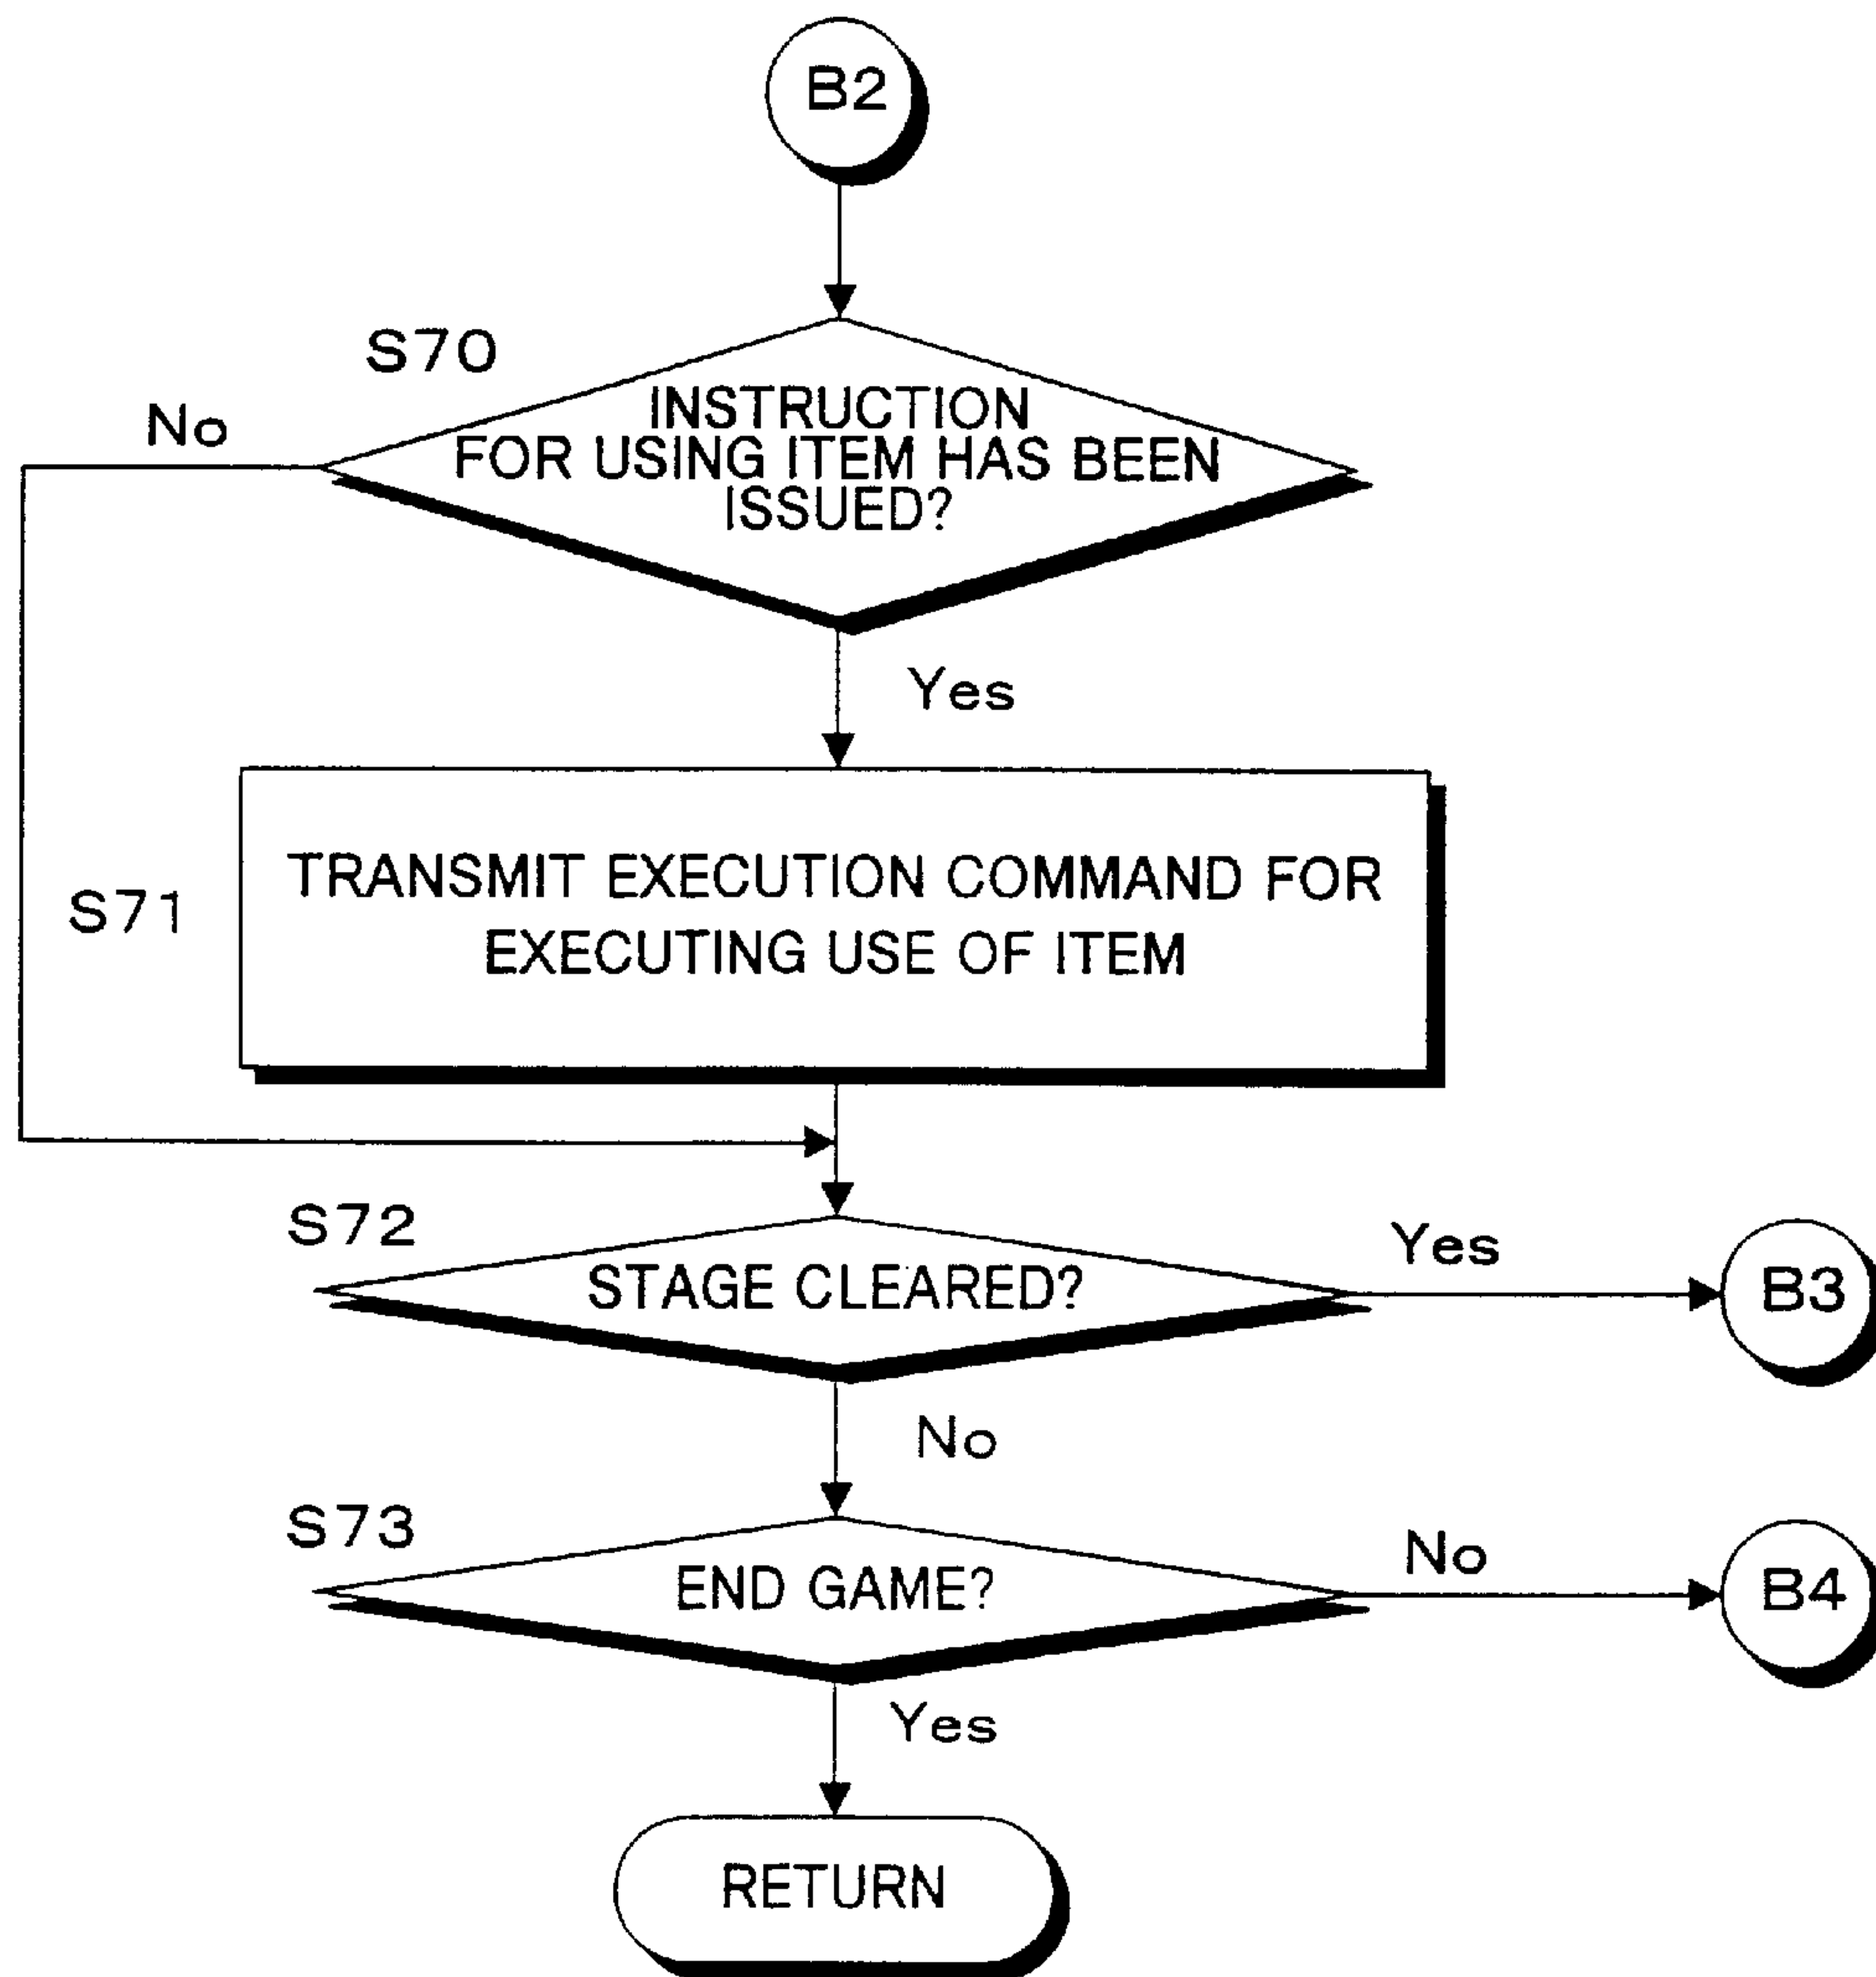 B2
S70
No
INSTRUCTION
FOR USING ITEM HAS BEEN
ISSUED?
Yes
S71
TRANSMIT EXECUTION COMMAND FOR
EXECUTING USE OF ITEM
S72
STAGE CLEARED?
Yes
B3
No
S73
END GAME?
No
B4
Yes
RETURN